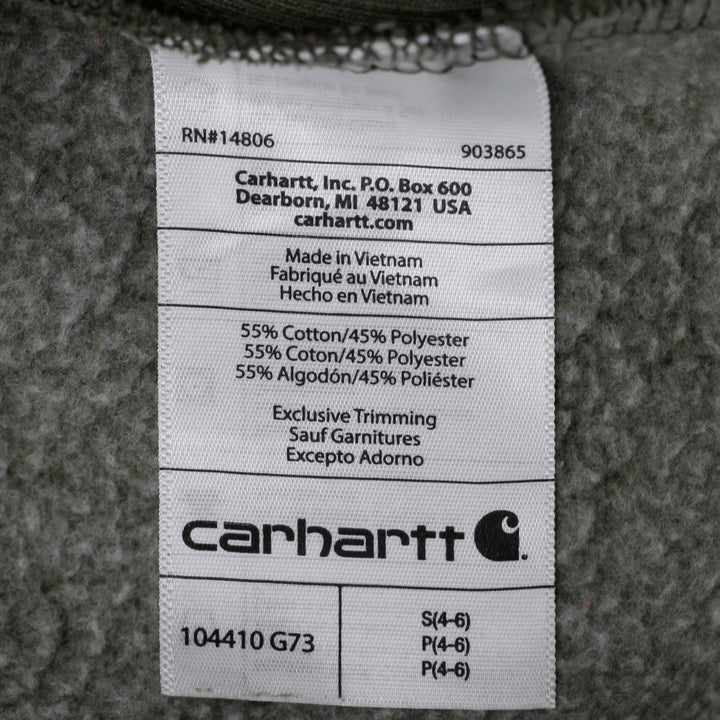 RN#14806
903865
Carhartt, Inc. P.O. Box 600
Dearborn, MI 48121 USA
carhartt.com
Made in Vietnam
Fabriqué au Vietnam
Hecho en Vietnam
55% Cotton/45% Polyester
55% Coton/45% Polyester
55% Algodón/45% Poliéster
Exclusive Trimming
Sauf Garnitures
Excepto Adorno
carhartt
104410 G73
S(4-6)
P(4-6)
P(4-6)